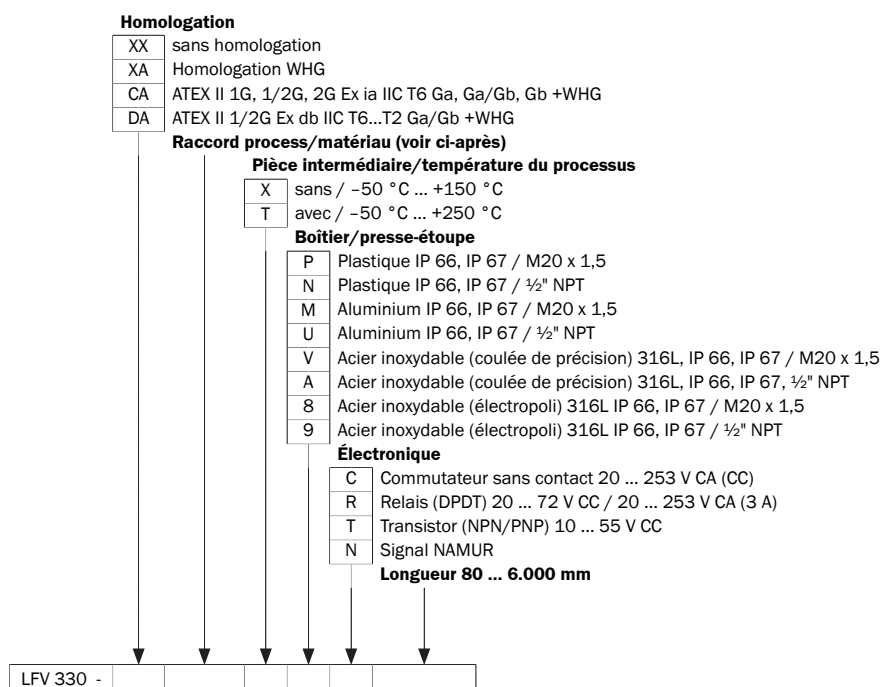 Homologation
XX sans homologation
XA Homologation WHG
CA ATEX II 1G, 1/2G, 2G Ex ia IIC T6 Ga, Ga/Gb, Gb +WHG
DA ATEX II 1/2G Ex db IIC T6...T2 Ga/Gb +WHG
Raccord process/matériau (voir ci-après)
Pièce intermédiaire/température du processus
X sans / –50 °C ... +150 °C
T avec / –50 °C ... +250 °C
Boîtier/presse-étoupe
P Plastique IP 66, IP 67 / M20 x 1,5
N Plastique IP 66, IP 67 / ½" NPT
M Aluminium IP 66, IP 67 / M20 x 1,5
U Aluminium IP 66, IP 67 / ½" NPT
V Acier inoxydable (coulée de précision) 316L, IP 66, IP 67 / M20 x 1,5
A Acier inoxydable (coulée de précision) 316L, IP 66, IP 67, ½" NPT
8 Acier inoxydable (électropoli) 316L IP 66, IP 67 / M20 x 1,5
9 Acier inoxydable (électropoli) 316L IP 66, IP 67 / ½" NPT
Électronique
C Commutateur sans contact 20 ... 253 V CA (CC)
R Relais (DPDT) 20 ... 72 V CC / 20 ... 253 V CA (3 A)
T Transistor (NPN/PNP) 10 ... 55 V CC
N Signal NAMUR
Longueur 80 ... 6.000 mm
LFV 330 -